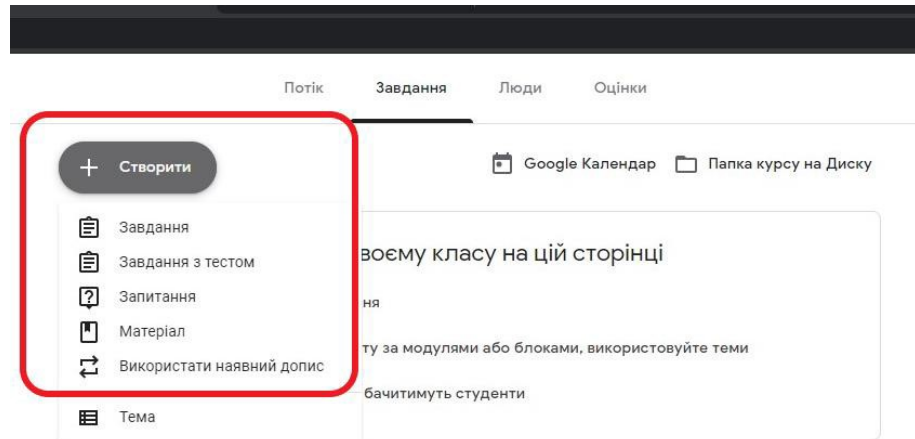 Потік Завдання Люди Оцінки
Створити
Google Календар Папка курсу на Диску
Завдання
Завдання з тестом
Запитання
Матеріал
Використати наявний допис
Тема
воєму класу на цій сторінці
ня
ту за модулями або блоками, використовуйте теми
бачитимуть студенти